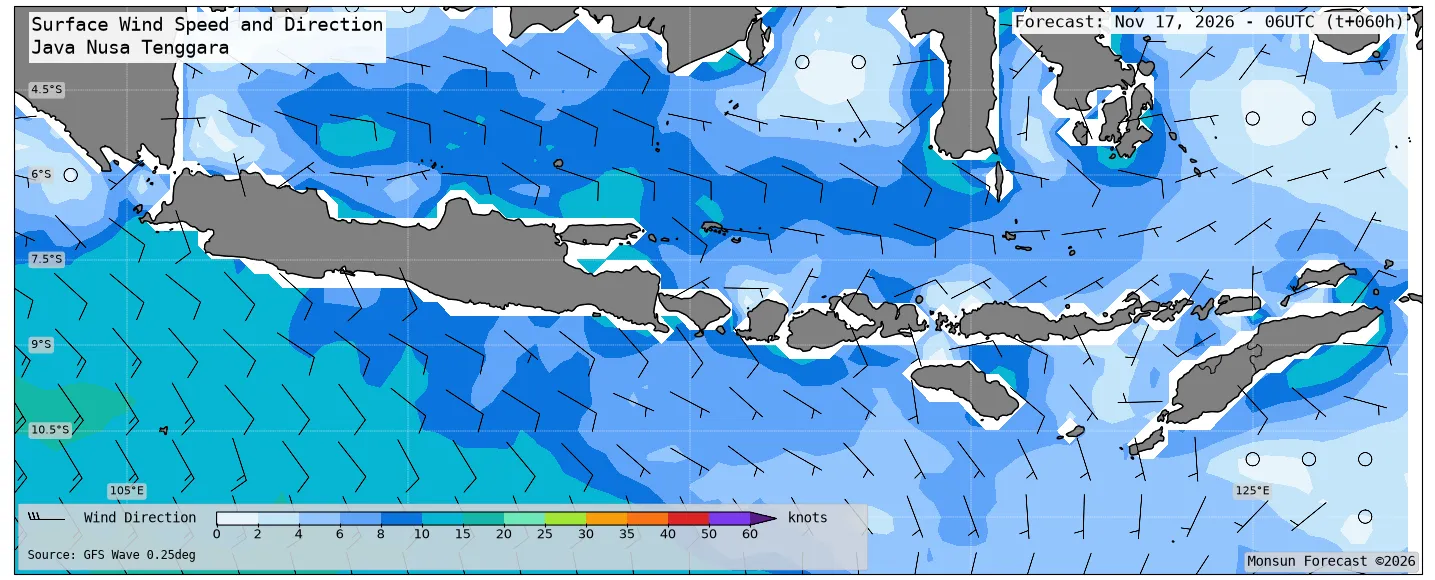 Surface Wind Speed and Direction
Java Nusa Tenggara
Forecast: Nov 17, 2026 - 06UTC (t+060h)
4.5°S
6°S
7.5°S
9°S
10.5°S
105°E
125°E
Wind Direction
0 2 4 6 8 10 15 20 25 30 35 40 50 60
knots
Source: GFS Wave 0.25deg
Monsun Forecast ©2026